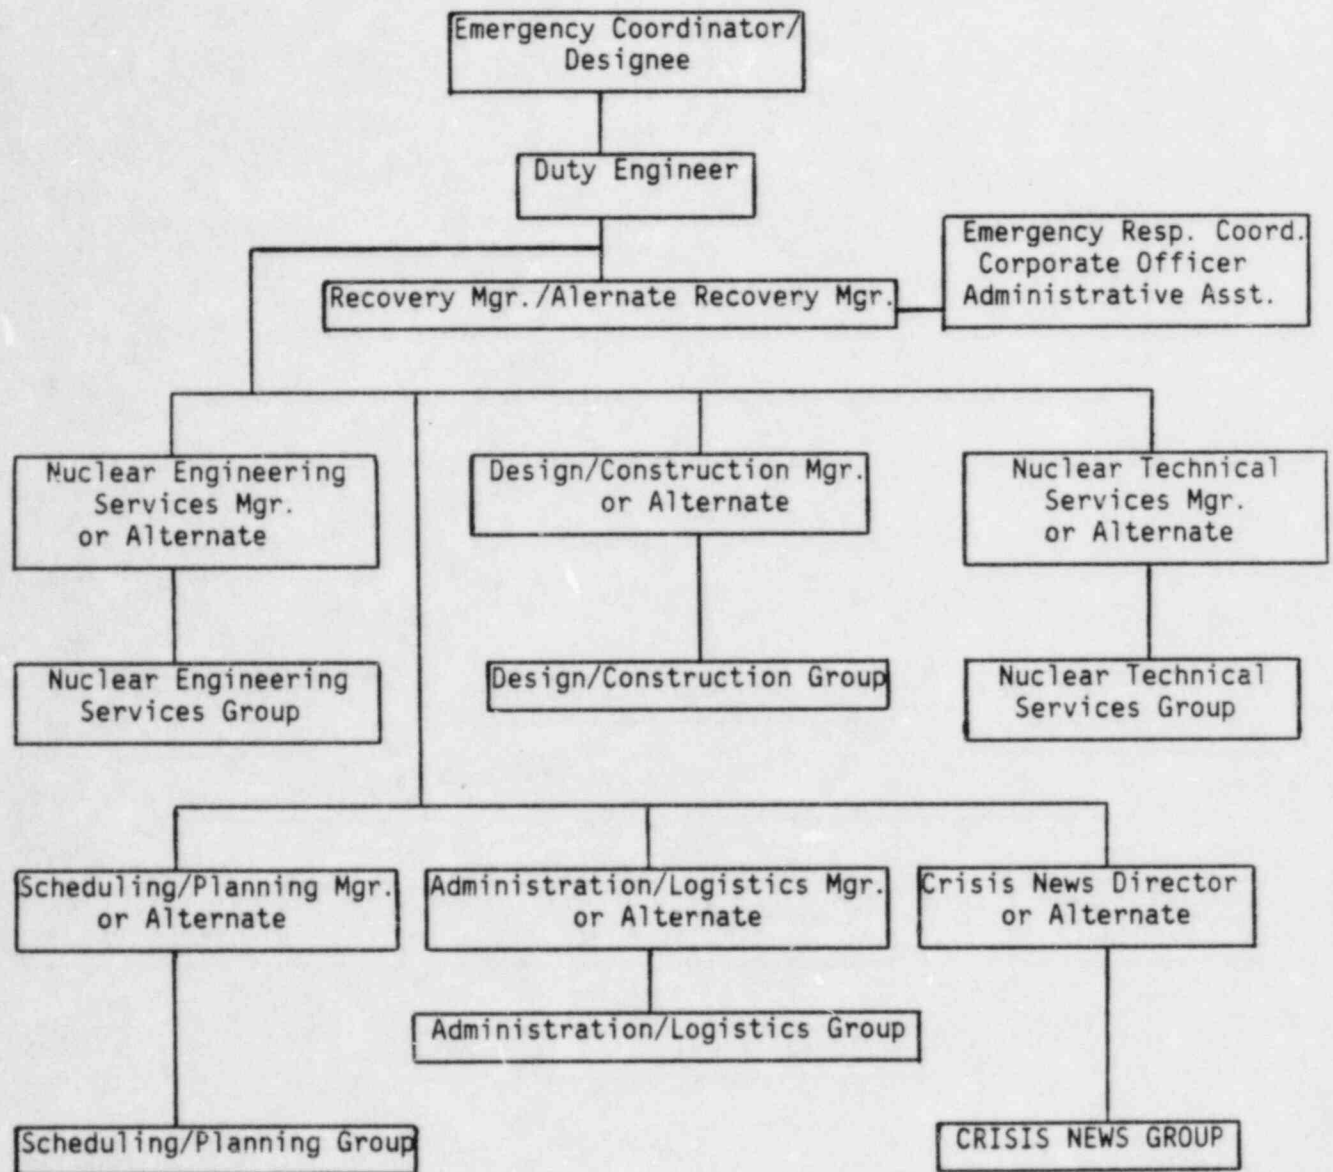 Emergency Coordinator/
Designee
Duty Engineer
Emergency Resp. Coord.
Corporate Officer
Administrative Asst.
Recovery Mgr./Alernate Recovery Mgr.
Nuclear Engineering
Services Mgr.
or Alternate
Design/Construction Mgr.
or Alternate
Nuclear Technical
Services Mgr.
or Alternate
Nuclear Engineering
Services Group
Design/Construction Group
Nuclear Technical
Services Group
Scheduling/Planning Mgr.
or Alternate
Administration/Logistics Mgr.
or Alternate
Crisis News Director
or Alternate
Administration/Logistics Group
Scheduling/Planning Group
CRISIS NEWS GROUP